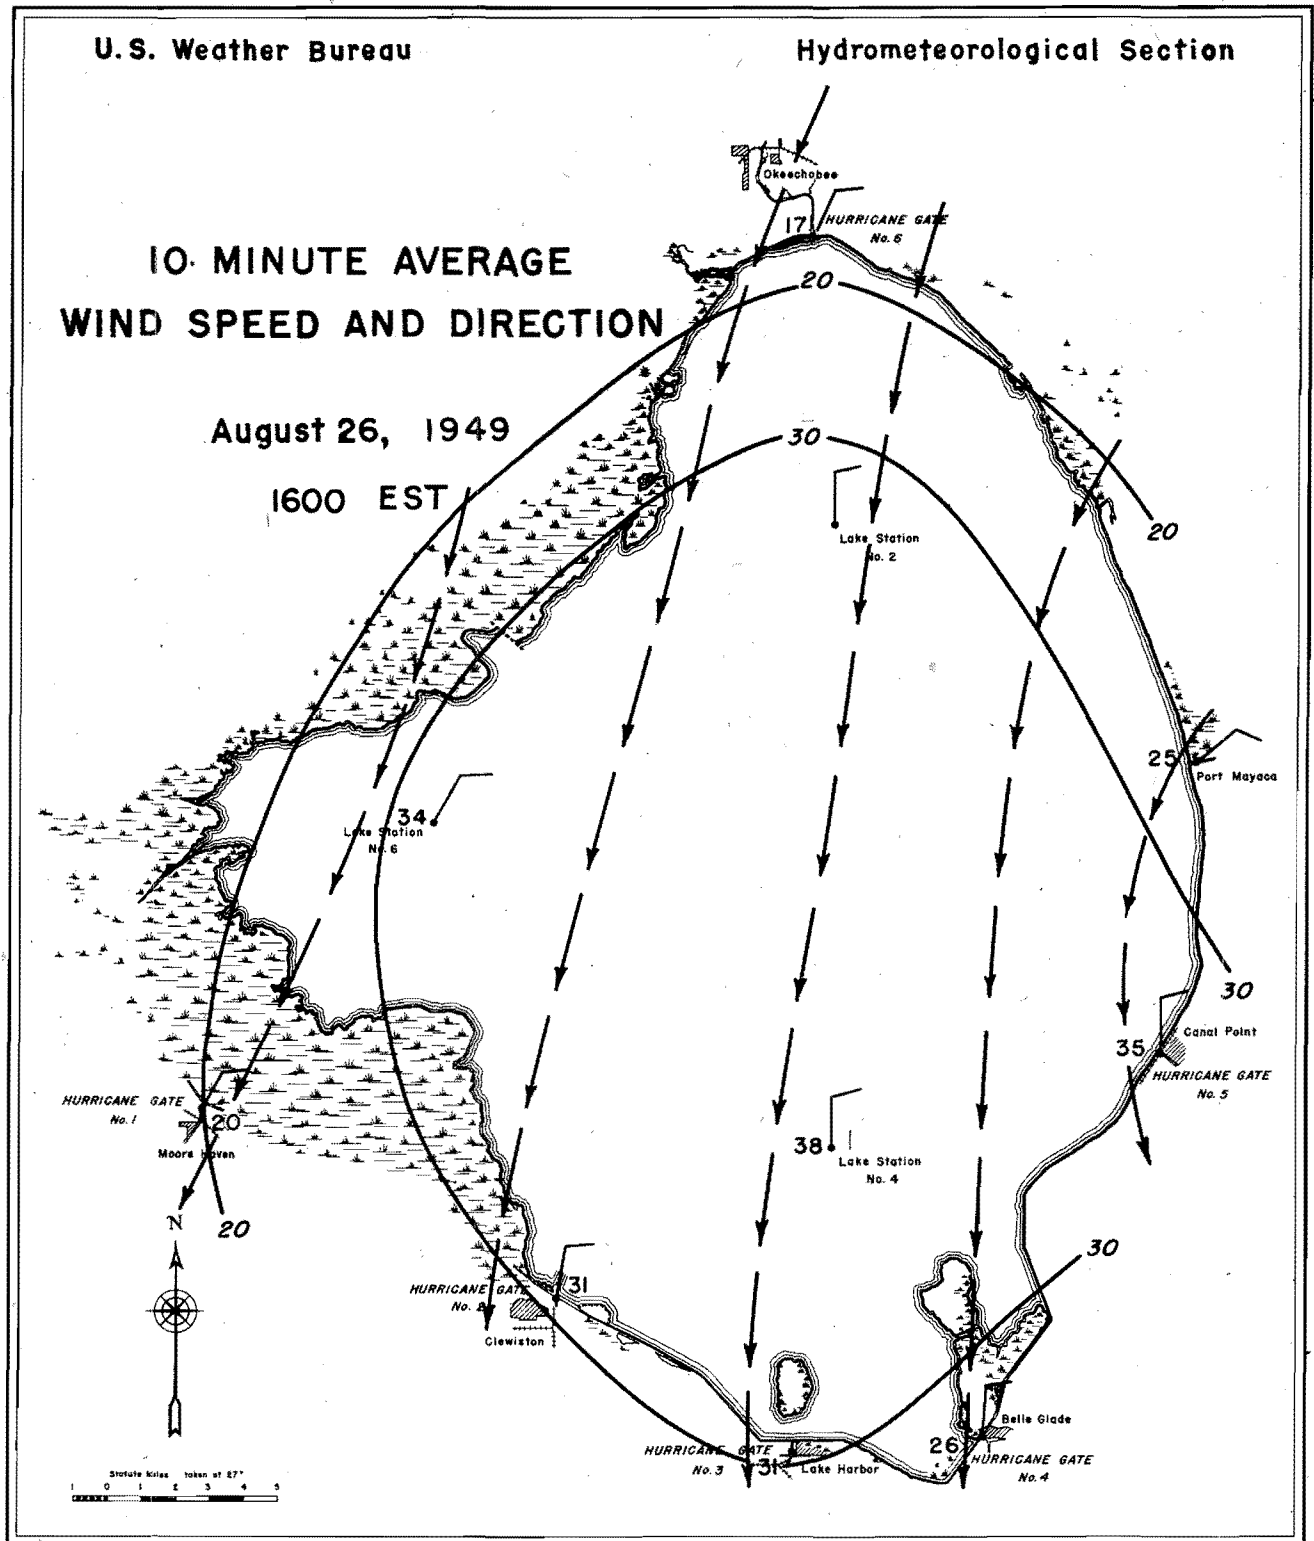 U.S. Weather Bureau
Hydrometeorological Section
Okeechobee
17
HURRICANE GATE
No. 6
10 MINUTE AVERAGE
WIND SPEED AND DIRECTION
20
August 26, 1949
30
1600 EST
20
Lake Station
No. 2
25
Port Mayaca
34
Lake Station
No. 6
30
Canal Point
35
HURRICANE GATE
No. 5
HURRICANE GATE
No. 1
20
Moore Haven
38
Lake Station
No. 4
20
N
30
31
HURRICANE GATE
No. 2
Clewiston
Belle Glade
26
HURRICANE GATE
No. 4
HURRICANE GATE
No. 3
31
Lake Harbor
Statute Miles taken at 27°
1 0 1 2 3 4 5